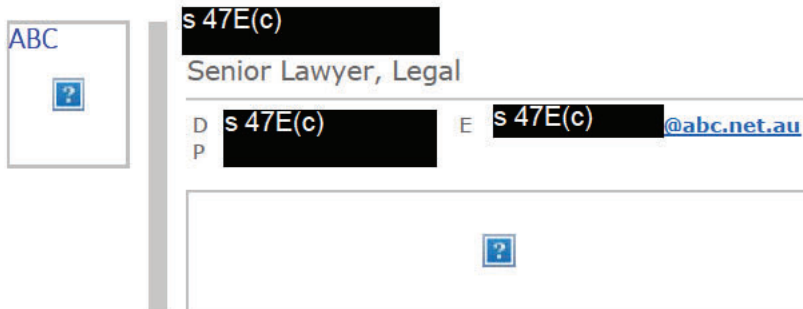 s 47E(c)
ABC
Senior Lawyer, Legal
D s 47E(c) E s 47E(c) @abc.net.au
P